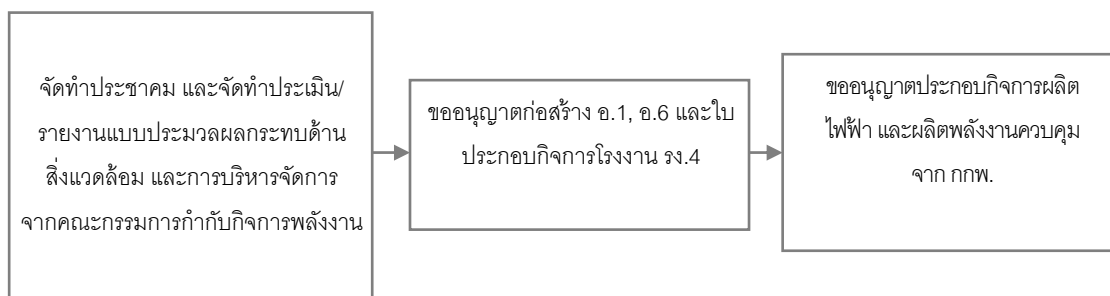 จัดทำประชาคม และจัดทำประเมิน/
รายงานแบบประมวลผลกระทบด้าน
สิ่งแวดล้อม และการบริหารจัดการ
จากคณะกรรมการกำกับกิจการพลังงาน
ขออนุญาตก่อสร้าง อ.1, อ.6 และใบ
ประกอบกิจการโรงงาน รง.4
ขออนุญาตประกอบกิจการผลิต
ไฟฟ้า และผลิตพลังงานควบคุม
จาก กกพ.